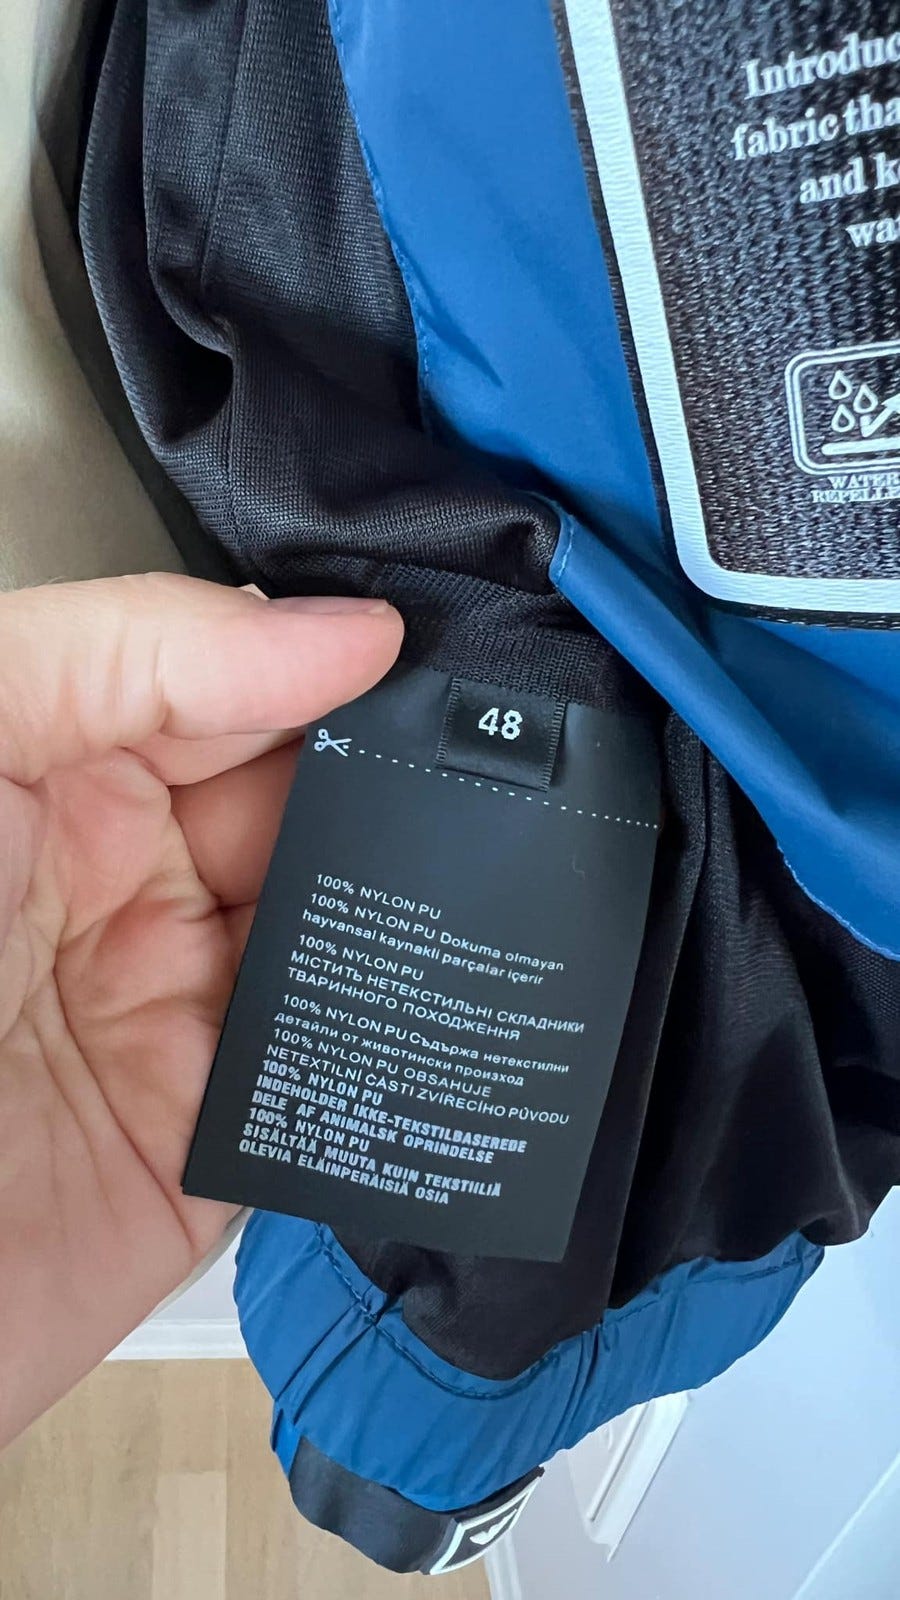 Introduc
fabric tha
and k
wa
WATER
REPELLE
48
100% NYLON PU
100% NYLON PU Dokuma olmayan
hayvansal kaynakli parçalar içerir
100% NYLON PU
МІСТИТЬ НЕТЕКСТИЛЬНІ СКЛАДНИКИ
ТВАРИННОГО ПОХОДЖЕННЯ
100% NYLON PU Съдържа нетекстилни
детайли от животински произход
100% NYLON PU OBSAHUJE
NETEXTILNÍ ČÁSTI ZVÍŘECÍHO PŮVODU
100% NYLON PU
INDEHOLDER IKKE-TEKSTILBASEREDE
DELE AF ANIMALSK OPRINDELSE
100% NYLON PU
SISÄLTÄÄ MUUTA KUIN TEKSTIILIÄ
OLEVIA ELÄINPERÄISIÄ OSIA